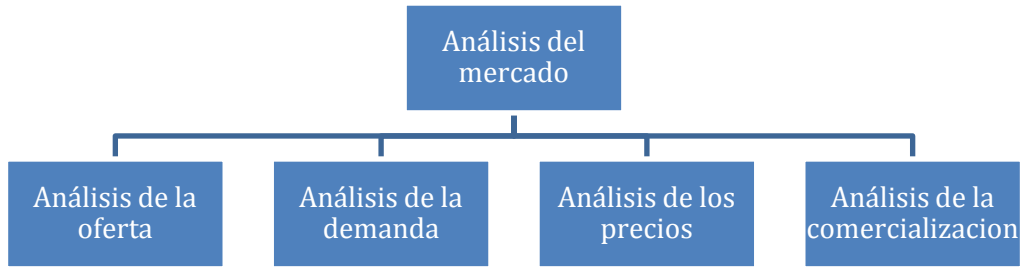 Análisis del
mercado
Análisis de la
oferta
Análisis de la
demanda
Análisis de los
precios
Análisis de la
comercializacion